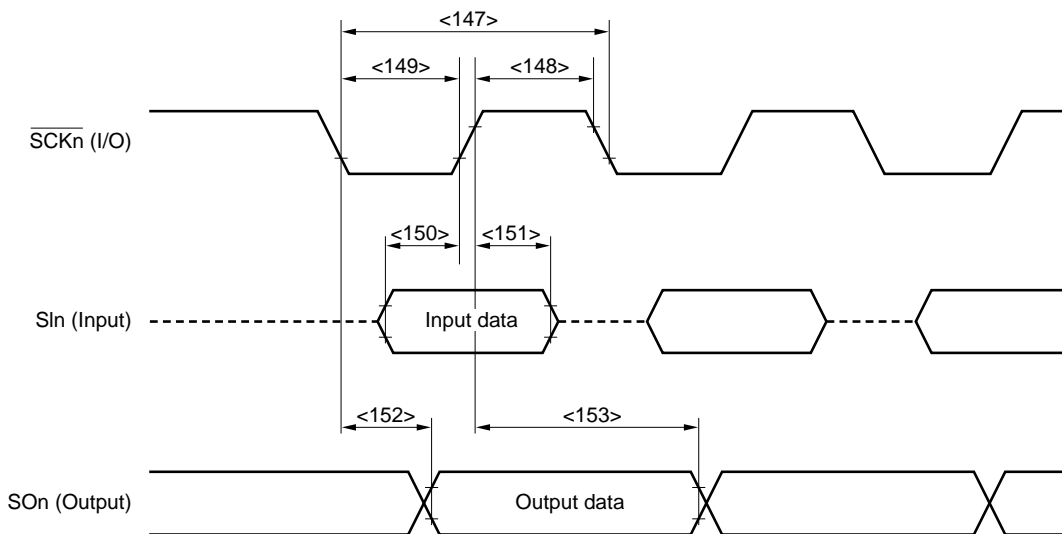 <147>
<149> <148>
SCKn (I/O)
<150> <151>
SIn (Input)
Input data
<152> <153>
SOn (Output)
Output data